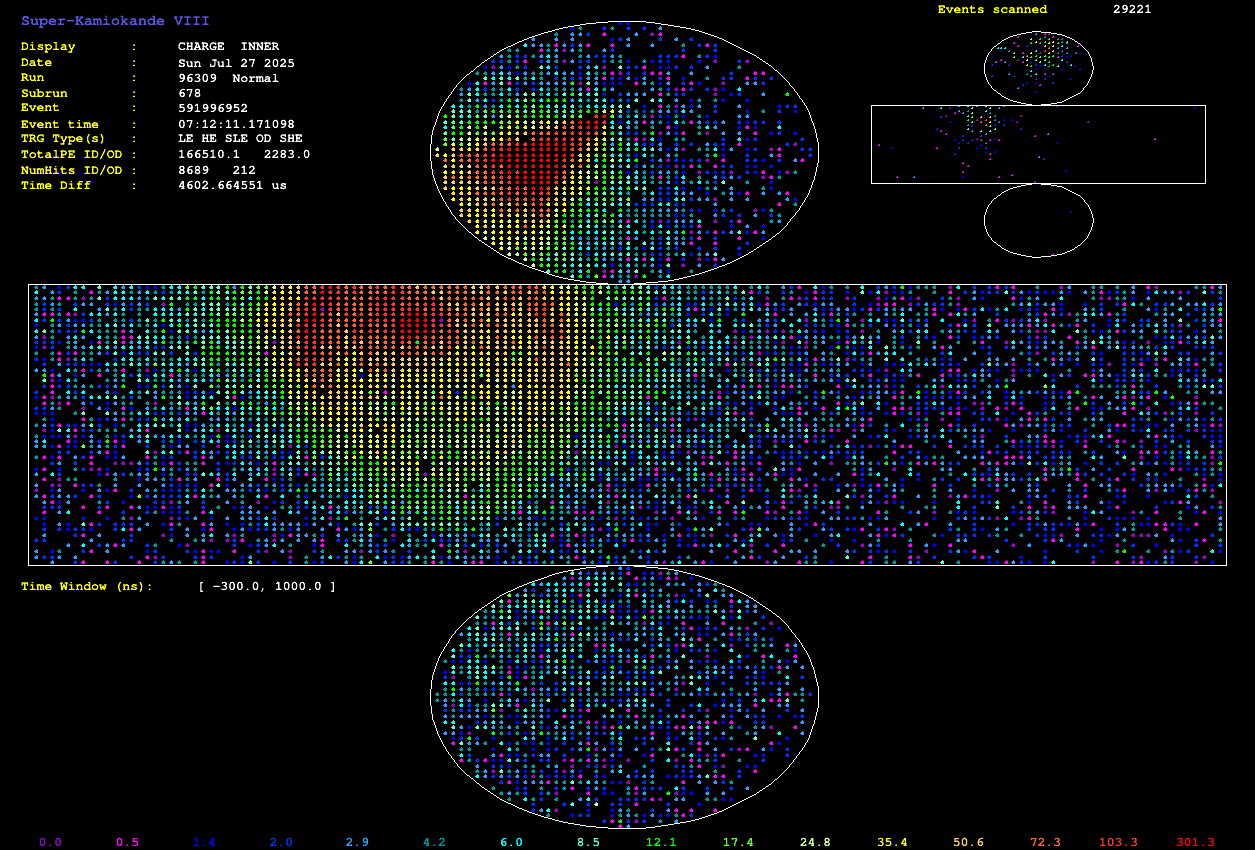 Super-Kamiokande VIII
Events scanned 29221
Display : CHARGE INNER
Date : Sun Jul 27 2025
Run : 96309 Normal
Subrun : 678
Event : 591996952
Event time : 07:12:11.171098
TRG Type(s) : LE HE SLE OD SHE
TotalPE ID/OD : 166510.1 2283.0
NumHits ID/OD : 8689 212
Time Diff : 4602.664551 us
Time Window (ns): [ -300.0, 1000.0 ]
0.0 0.5 1.4 2.0 2.9 4.2 6.0 8.5 12.1 17.4 24.8 35.4 50.6 72.3 103.3 301.3